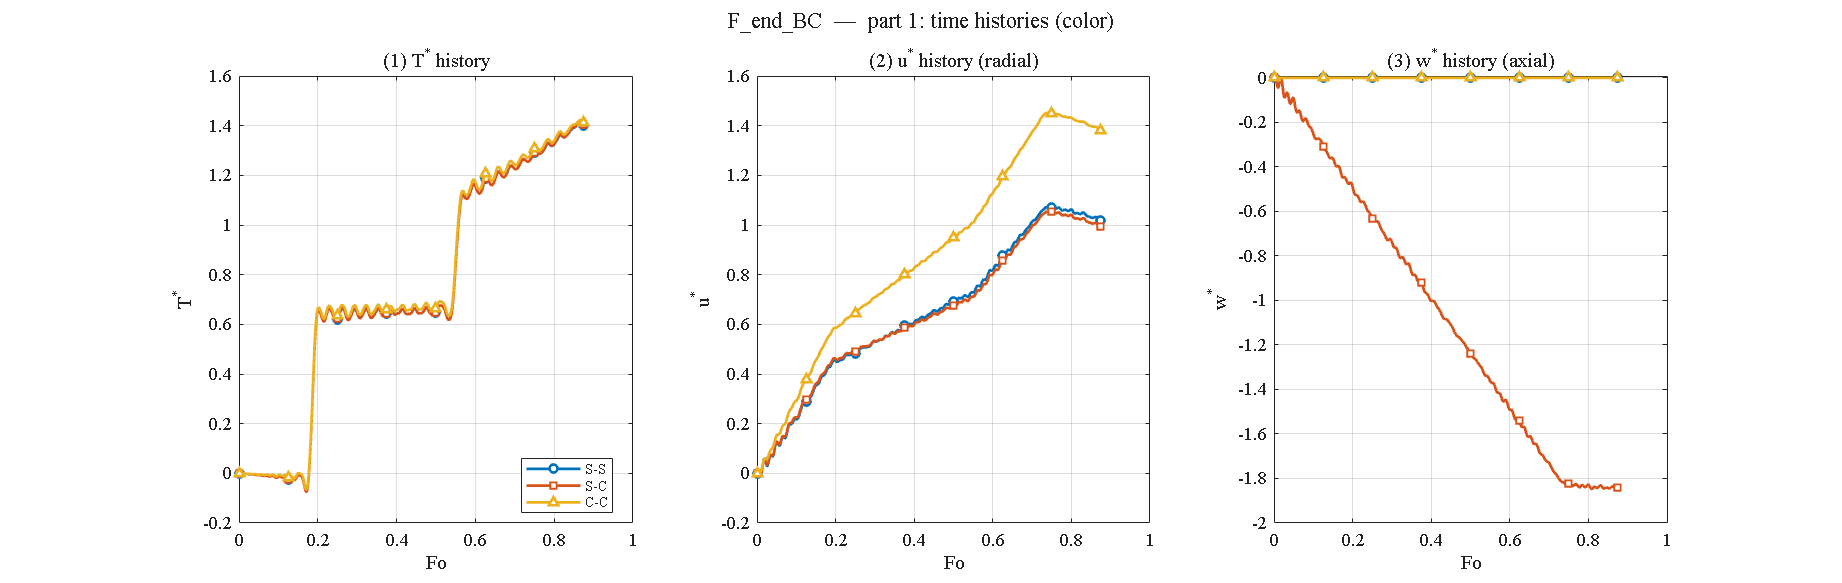 F_end_BC — part 1: time histories (color)
(1) T* history
1.6
1.4
1.2
1
0.8
0.6
0.4
0.2
0
-0.2
T*
0 0.2 0.4 0.6 0.8 1
Fo
S-S
S-C
C-C
(2) u* history (radial)
1.6
1.4
1.2
1
0.8
0.6
0.4
0.2
0
-0.2
u*
0 0.2 0.4 0.6 0.8 1
Fo
(3) w* history (axial)
0
-0.2
-0.4
-0.6
-0.8
-1
-1.2
-1.4
-1.6
-1.8
-2
w*
0 0.2 0.4 0.6 0.8 1
Fo